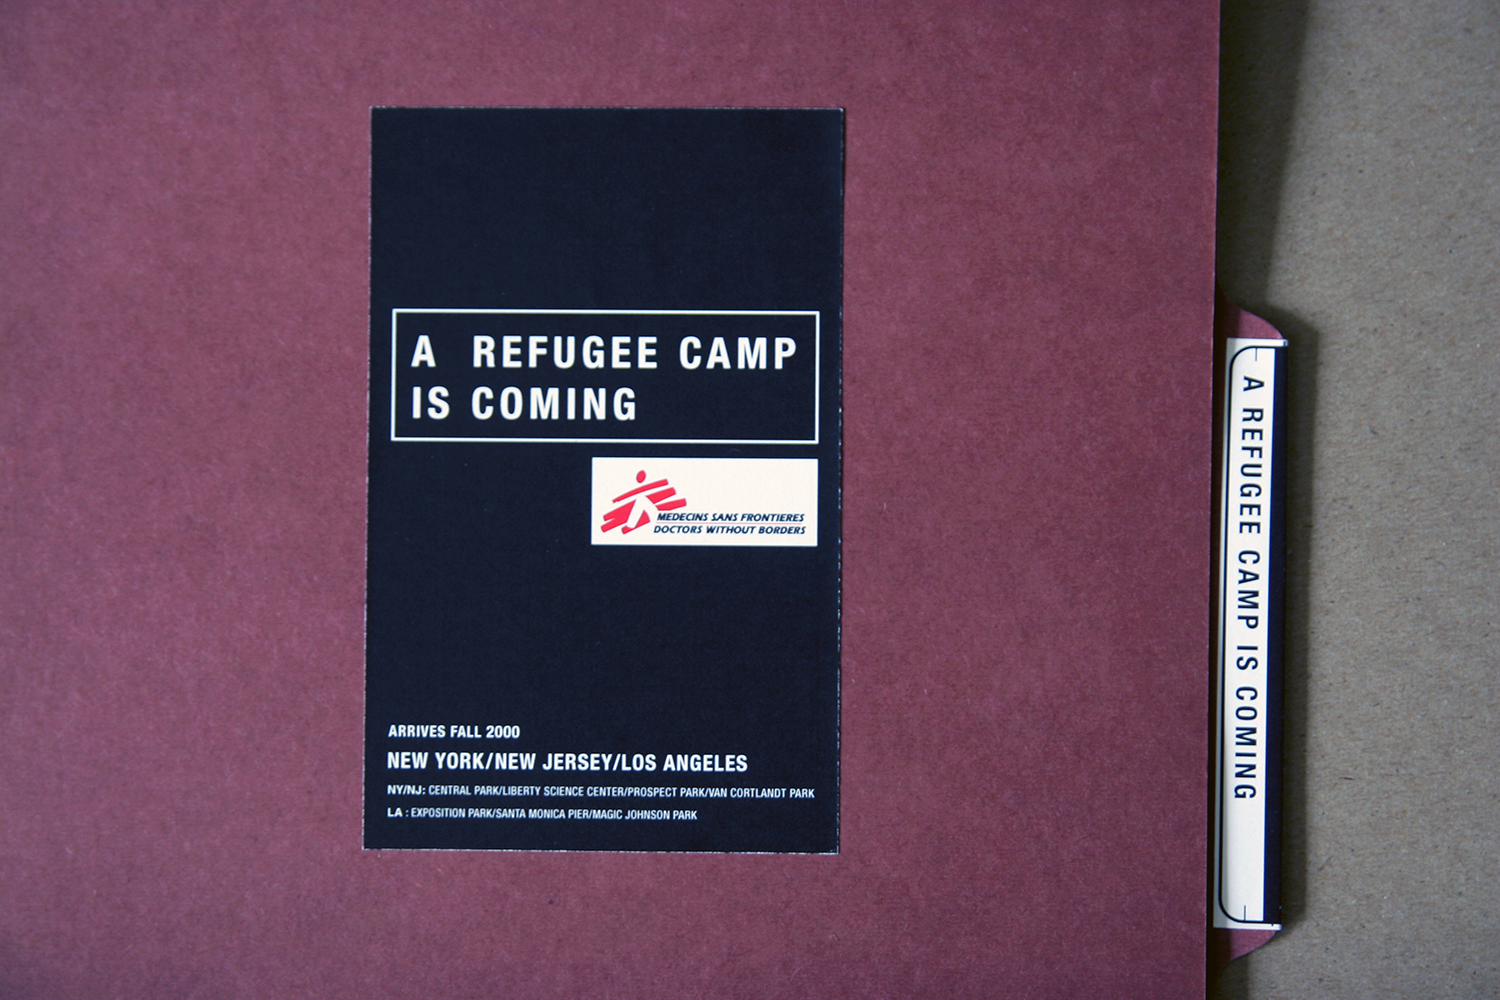 A REFUGEE CAMP
IS COMING
MEDECINS SANS FRONTIERES
DOCTORS WITHOUT BORDERS
ARRIVES FALL 2000
NEW YORK/NEW JERSEY/LOS ANGELES
NY/NJ: CENTRAL PARK/LIBERTY SCIENCE CENTER/PROSPECT PARK/VAN CORTLANDT PARK
LA : EXPOSITION PARK/SANTA MONICA PIER/MAGIC JOHNSON PARK
A REFUGEE CAMP IS COMING